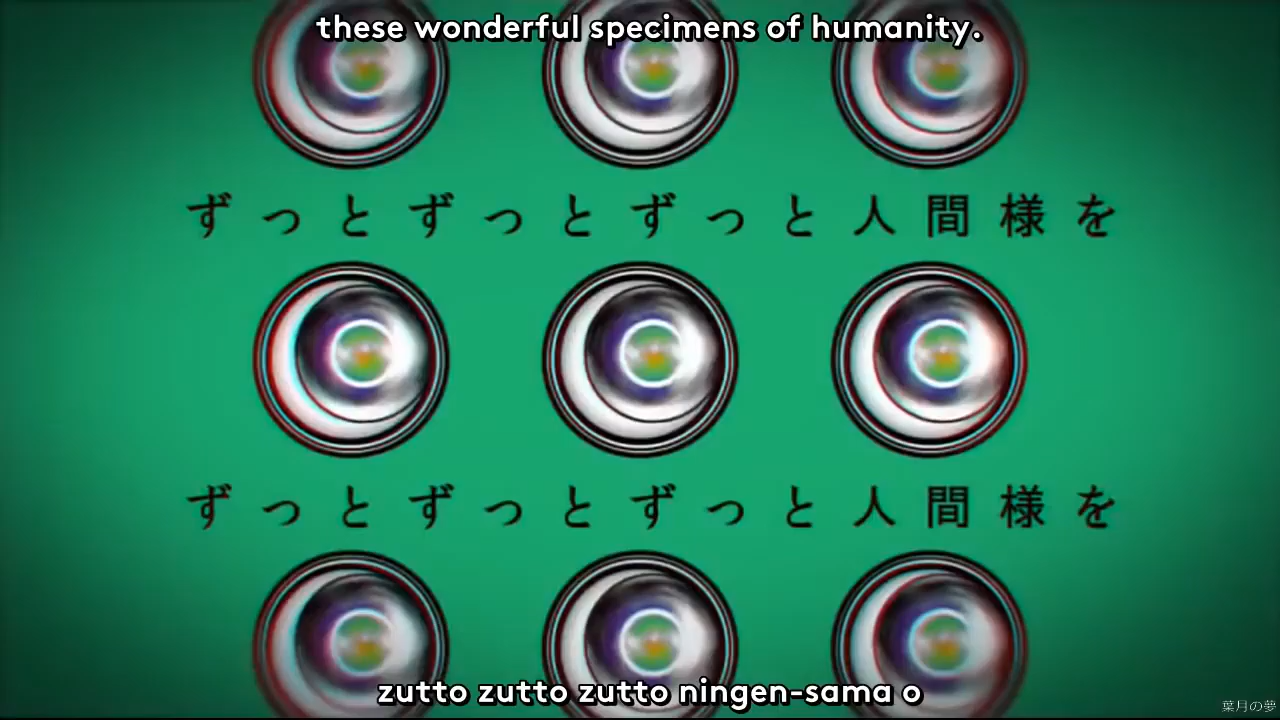 these wonderful specimens of humanity.
ずっとずっとずっと人間様を
ずっとずっとずっと人間様を
zutto zutto zutto ningen-sama o
葉月の夢